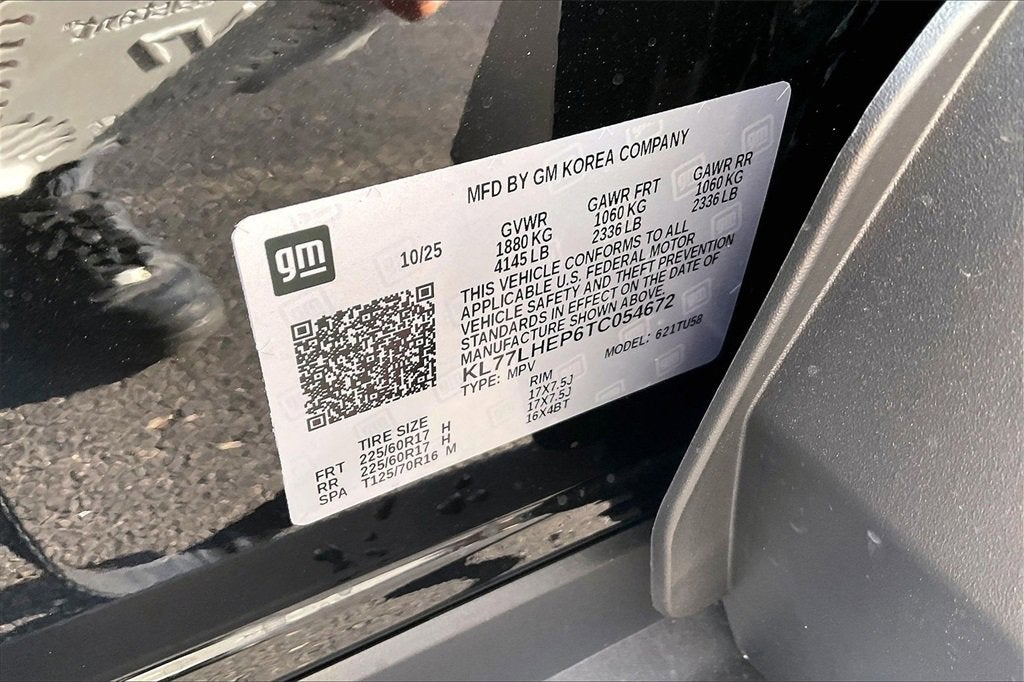 MFD BY GM KOREA COMPANY
gm
10/25
GVWR GAWR FRT GAWR RR
1880 KG 1060 KG 1060 KG
4145 LB 2336 LB 2336 LB
THIS VEHICLE CONFORMS TO ALL
APPLICABLE U.S. FEDERAL MOTOR
VEHICLE SAFETY AND THEFT PREVENTION
STANDARDS IN EFFECT ON THE DATE OF
MANUFACTURE SHOWN ABOVE.
KL77LHEP6TC054672
TYPE: MPV MODEL: 621TU58
TIRE SIZE RIM
FRT 225/60R17 H 17X7.5J
RR 225/60R17 H 17X7.5J
SPA T125/70R16 M 16X4BT